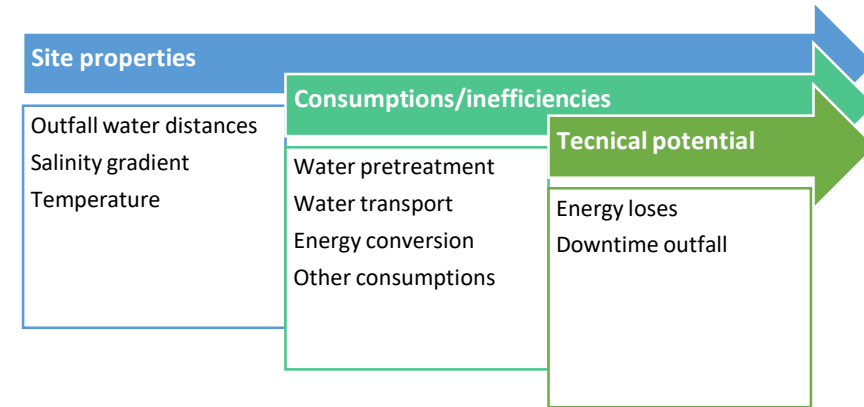 Site properties
Outfall water distances
Salinity gradient
Temperature
Consumptions/inefficiencies
Water pretreatment
Water transport
Energy conversion
Other consumptions
Tecnical potential
Energy loses
Downtime outfall